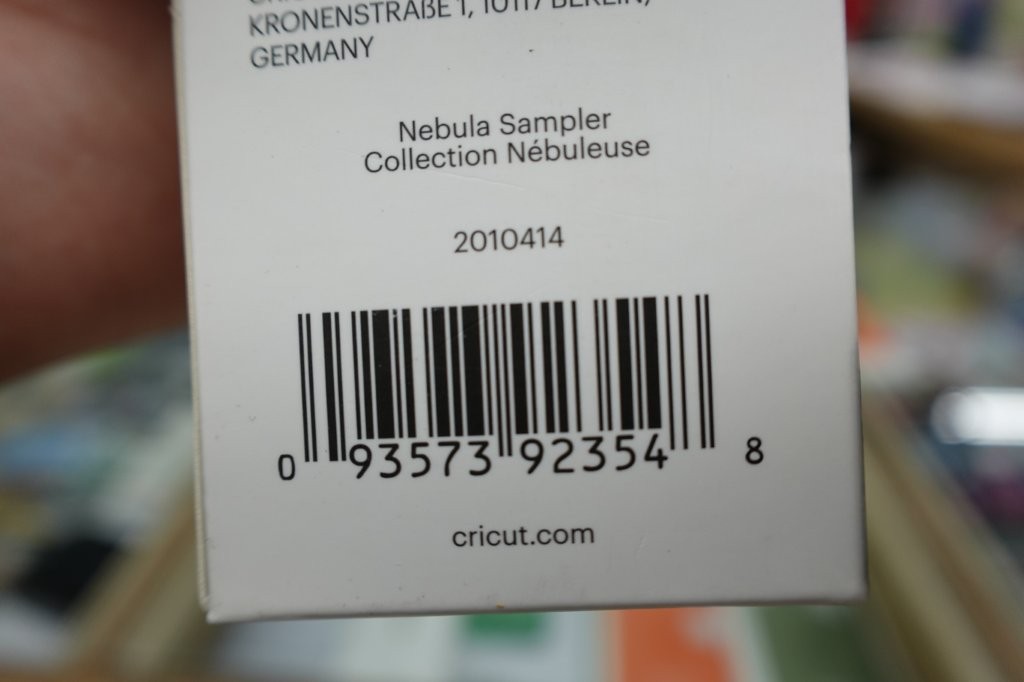 KRONENSTRAßE 1, 10117 BERLIN,
GERMANY
Nebula Sampler
Collection Nébuleuse
2010414
0 93573 92354 8
cricut.com